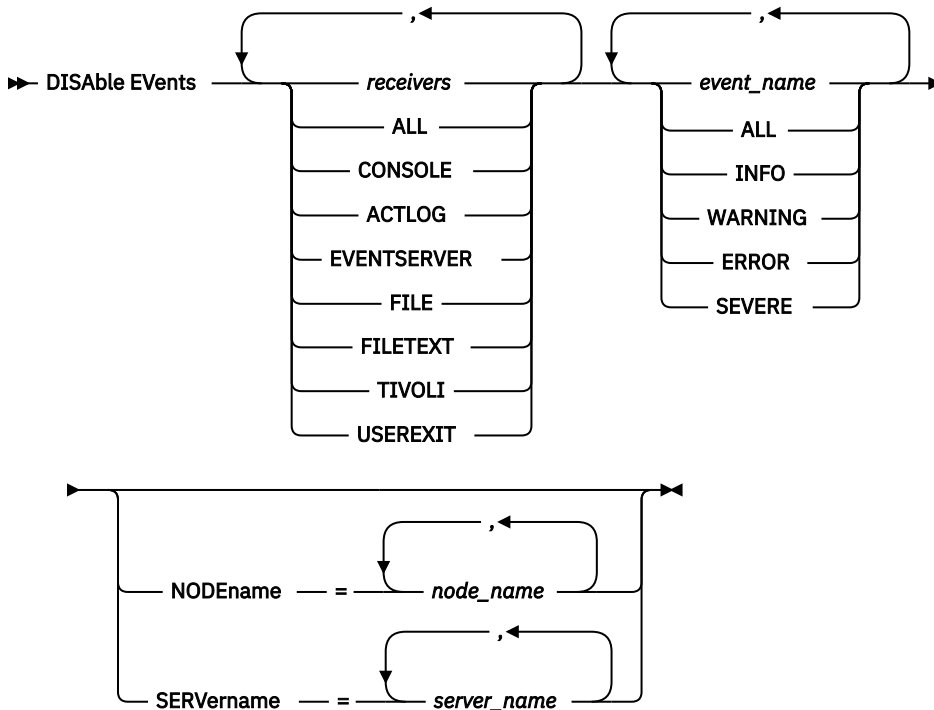 , ,
DISAble EVents receivers event_name
ALL ALL
CONSOLE INFO
ACTLOG WARNING
EVENTSERVER ERROR
FILE SEVERE
FILETEXT
TIVOLI
USEREXIT
,
NODEname = node_name
,
SERVername = server_name